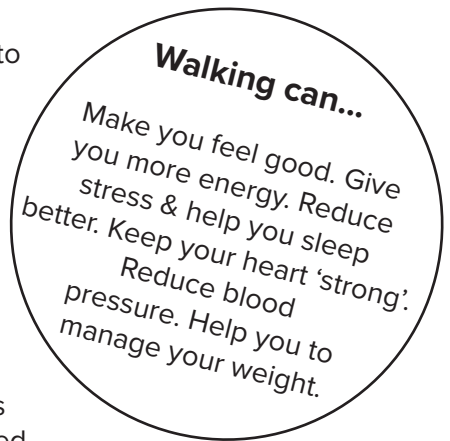 to
Walking can...
Make you feel good. Give
you more energy. Reduce
stress & help you sleep
better. Keep your heart ‘strong’.
Reduce blood
pressure. Help you to
manage your weight.